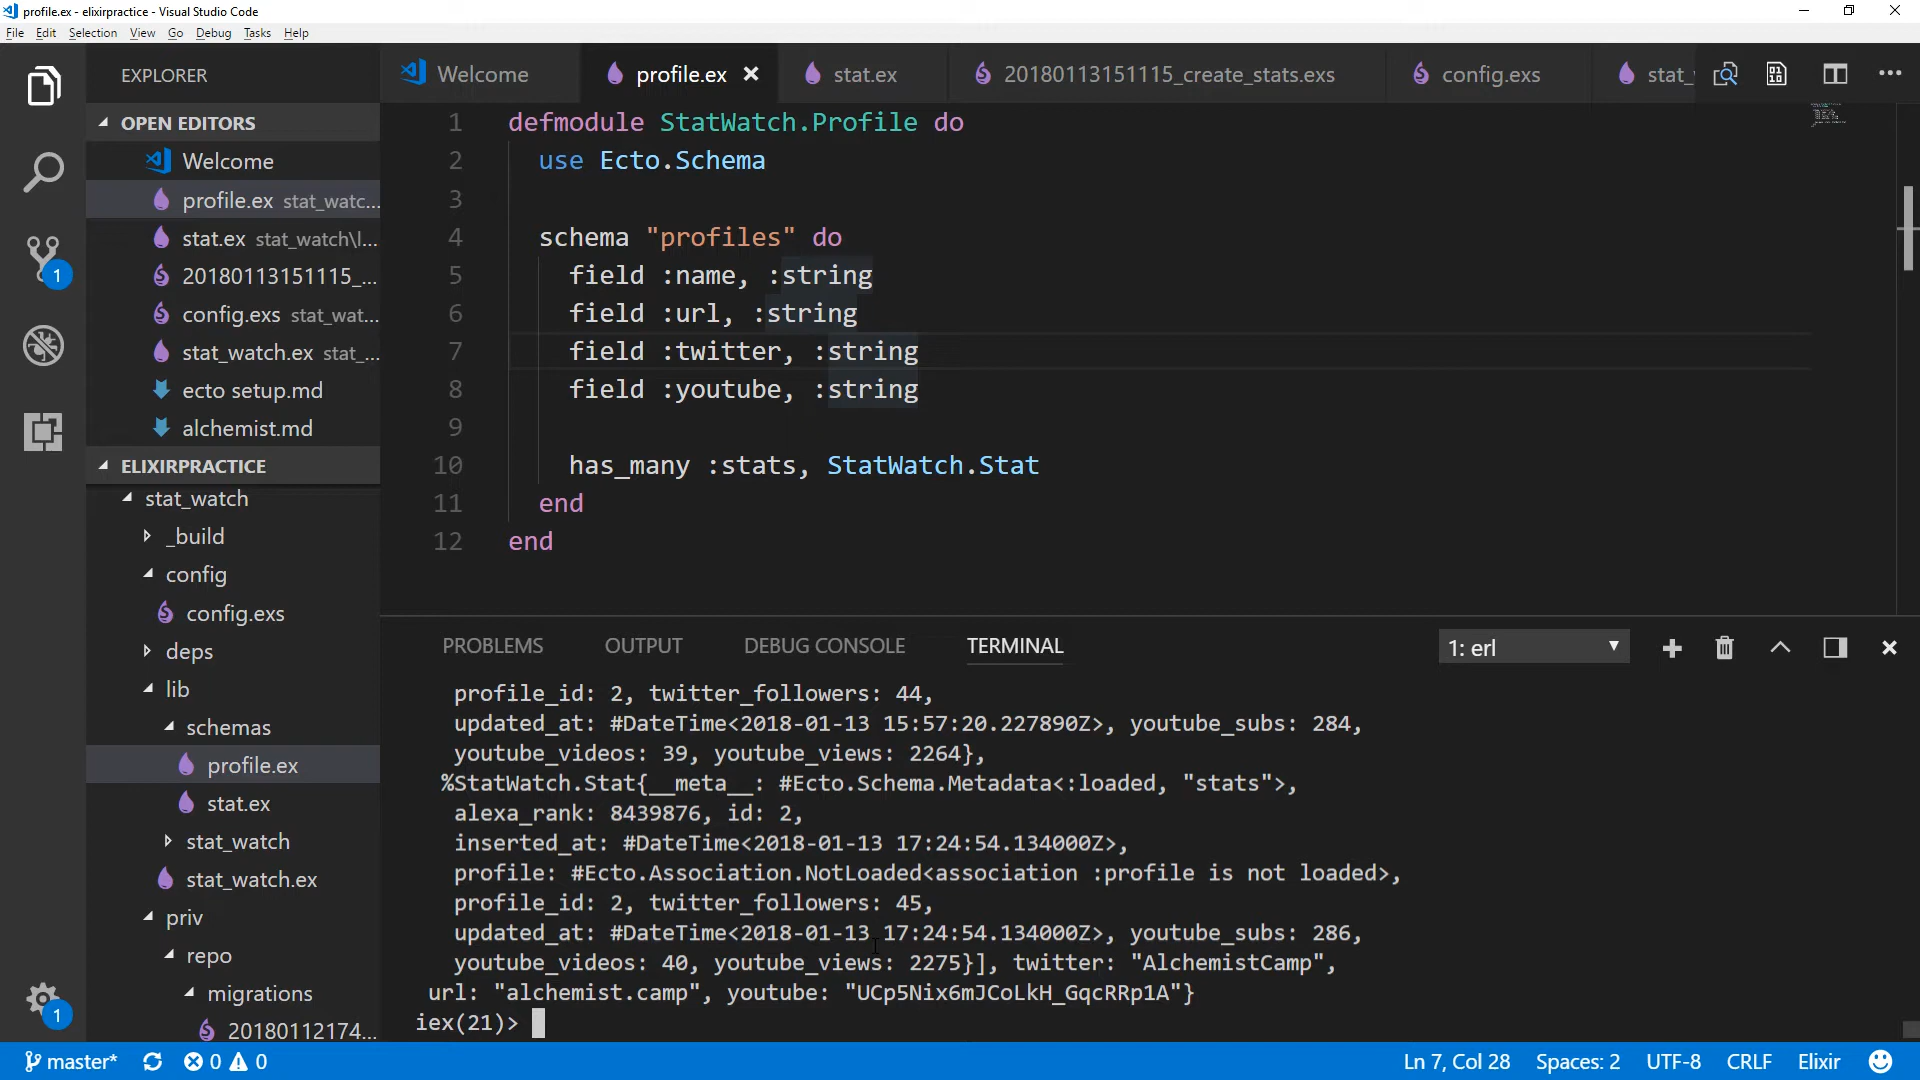 profile.ex - elixirpractice - Visual Studio Code
File Edit Selection View Go Debug Tasks Help
EXPLORER
OPEN EDITORS
Welcome
profile.ex stat_watc...
stat.ex stat_watch\l...
20180113151115_...
config.exs stat_wat...
stat_watch.ex stat_...
ecto setup.md
alchemist.md
ELIXIRPRACTICE
stat_watch
_build
config
config.exs
deps
lib
schemas
profile.ex
stat.ex
stat_watch
stat_watch.ex
priv
repo
migrations
20180112174...
1
1
Welcome profile.ex stat.ex 20180113151115_create_stats.exs config.exs stat_
1 defmodule StatWatch.Profile do
2 use Ecto.Schema
3
4 schema "profiles" do
5 field :name, :string
6 field :url, :string
7 field :twitter, :string
8 field :youtube, :string
9
10 has_many :stats, StatWatch.Stat
11 end
12 end
PROBLEMS OUTPUT DEBUG CONSOLE TERMINAL 1: erl
profile_id: 2, twitter_followers: 44,
updated_at: #DateTime<2018-01-13 15:57:20.227890Z>, youtube_subs: 284,
youtube_videos: 39, youtube_views: 2264},
%StatWatch.Stat{__meta__: #Ecto.Schema.Metadata<:loaded, "stats">,
alexa_rank: 8439876, id: 2,
inserted_at: #DateTime<2018-01-13 17:24:54.134000Z>,
profile: #Ecto.Association.NotLoaded<association :profile is not loaded>,
profile_id: 2, twitter_followers: 45,
updated_at: #DateTime<2018-01-13 17:24:54.134000Z>, youtube_subs: 286,
youtube_videos: 40, youtube_views: 2275}], twitter: "AlchemistCamp",
url: "alchemist.camp", youtube: "UCp5Nix6mJCoLkH_GqcRRp1A"}
iex(21)>
master* 0 0 Ln 7, Col 28 Spaces: 2 UTF-8 CRLF Elixir